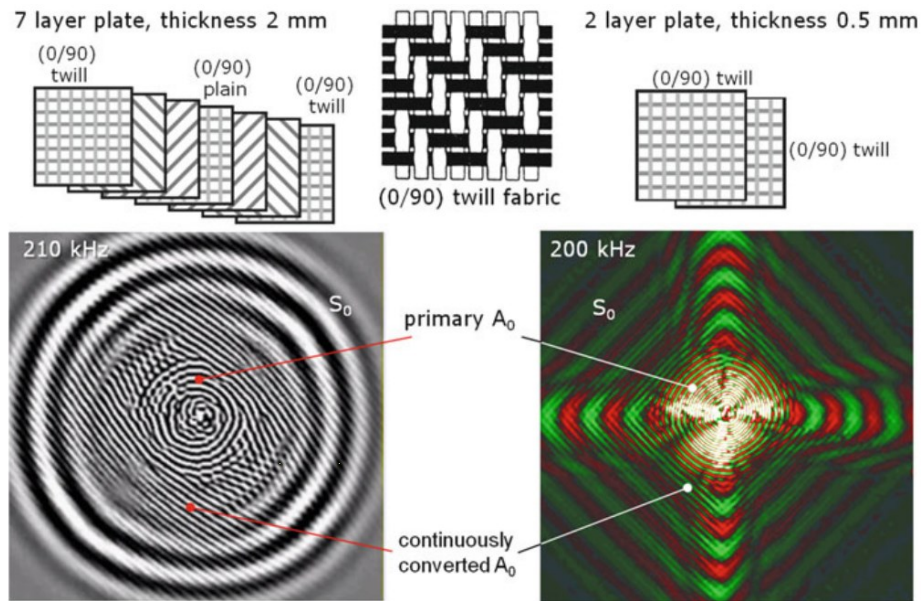 7 layer plate, thickness 2 mm
2 layer plate, thickness 0.5 mm
(0/90)
twill
(0/90)
plain
(0/90)
twill
(0/90) twill
(0/90) twill
(0/90) twill fabric
210 kHz
S0
primary A0
200 kHz
S0
continuously
converted A0